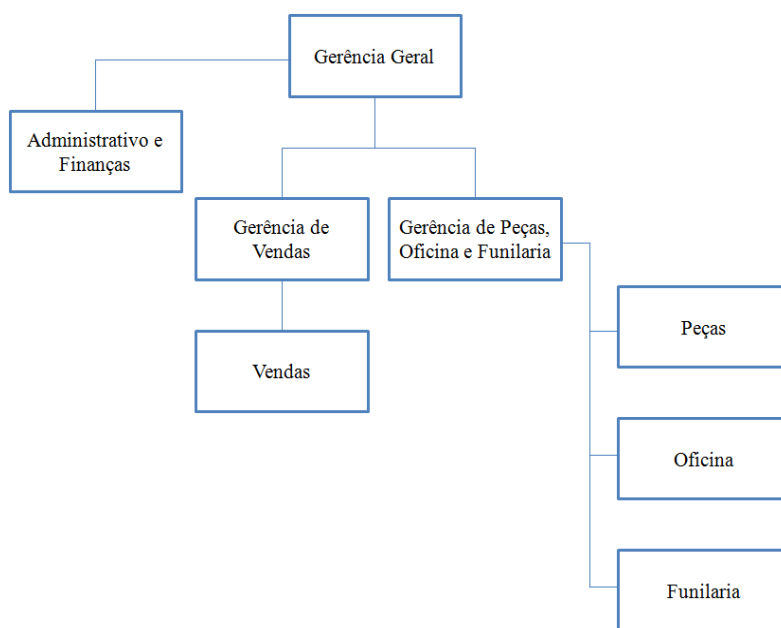 Gerência Geral
Administrativo e
Finanças
Gerência de
Vendas
Gerência de Peças,
Oficina e Funilaria
Peças
Vendas
Oficina
Funilaria